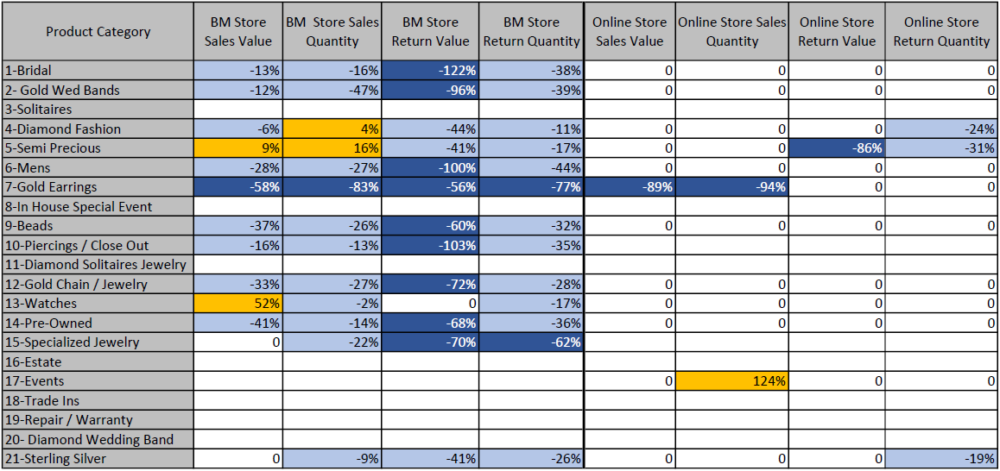 Product Category BM Store Sales Value BM Store Sales Quantity BM Store Return Value BM Store Return Quantity Online Store Sales Value Online Store Sales Quantity Online Store Return Value Online Store Return Quantity
1-Bridal -13% -16% -122% -38% 0 0 0 0
2- Gold Wed Bands -12% -47% -96% -39% 0 0 0 0
3-Solitaires
4-Diamond Fashion -6% 4% -44% -11% 0 0 0 -24%
5-Semi Precious 9% 16% -41% -17% 0 0 -86% -31%
6-Mens -28% -27% -100% -44% 0 0 0 0
7-Gold Earrings -58% -83% -56% -77% -89% -94% 0 0
8-In House Special Event
9-Beads -37% -26% -60% -32% 0 0 0 0
10-Piercings / Close Out -16% -13% -103% -35%
11-Diamond Solitaires Jewelry
12-Gold Chain / Jewelry -33% -27% -72% -28% 0 0 0 0
13-Watches 52% -2% 0 -17% 0 0 0 0
14-Pre-Owned -41% -14% -68% -36% 0 0 0 0
15-Specialized Jewelry 0 -22% -70% -62%
16-Estate
17-Events 0 124% 0 0
18-Trade Ins
19-Repair / Warranty
20- Diamond Wedding Band
21-Sterling Silver 0 -9% -41% -26% 0 0 0 -19%